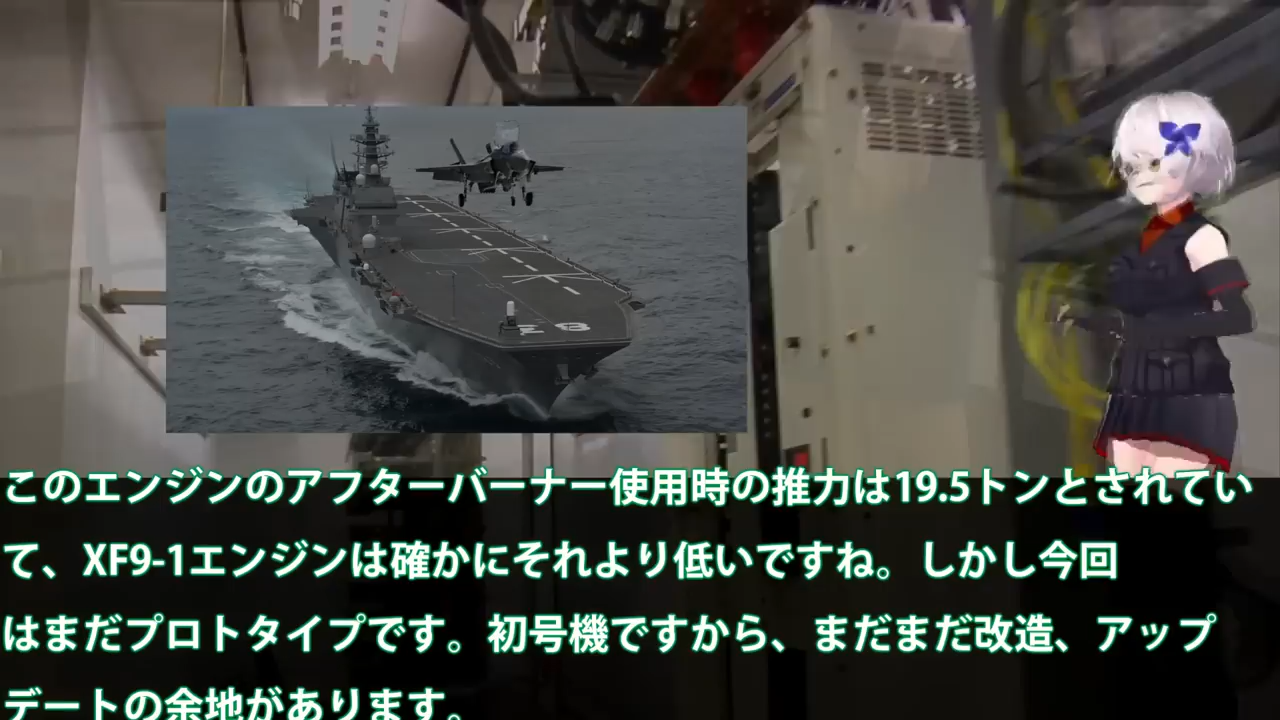 このエンジンのアフターバーナー使用時の推力は19.5トンとされてい
て、XF9-1エンジンは確かにそれより低いですね。しかし今回
はまだプロトタイプです。初号機ですから、まだまだ改造、アップ
デートの余地があります。